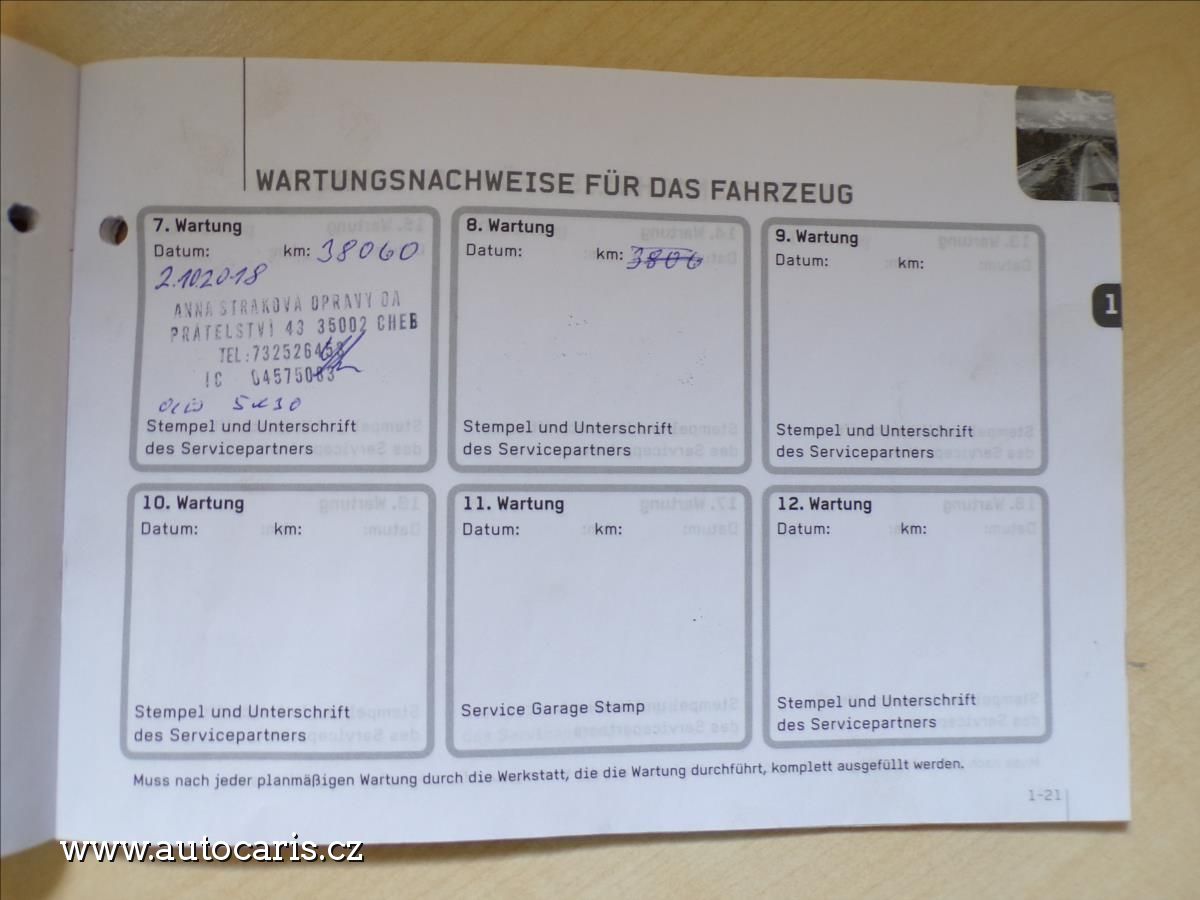 WARTUNGSNACHWEISE FÜR DAS FAHRZEUG
7. Wartung
Datum: km: 38060
2.102018
ANNA STRAKOVA OPRAVY OA
PRATELSTVI 43 35002 CHEB
TEL:732526458
IC 04575083
5W30
Stempel und Unterschrift
des Servicepartners
8. Wartung
Datum: km: 3806
Stempel und Unterschrift
des Servicepartners
9. Wartung
Datum: km:
Stempel und Unterschrift
des Servicepartners
1
10. Wartung
Datum: km:
Stempel und Unterschrift
des Servicepartners
11. Wartung
Datum: km:
Service Garage Stamp
12. Wartung
Datum: km:
Stempel und Unterschrift
des Servicepartners
Muss nach jeder planmäßigen Wartung durch die Werkstatt, die die Wartung durchführt, komplett ausgefüllt werden.
1-21
www.autocaris.cz